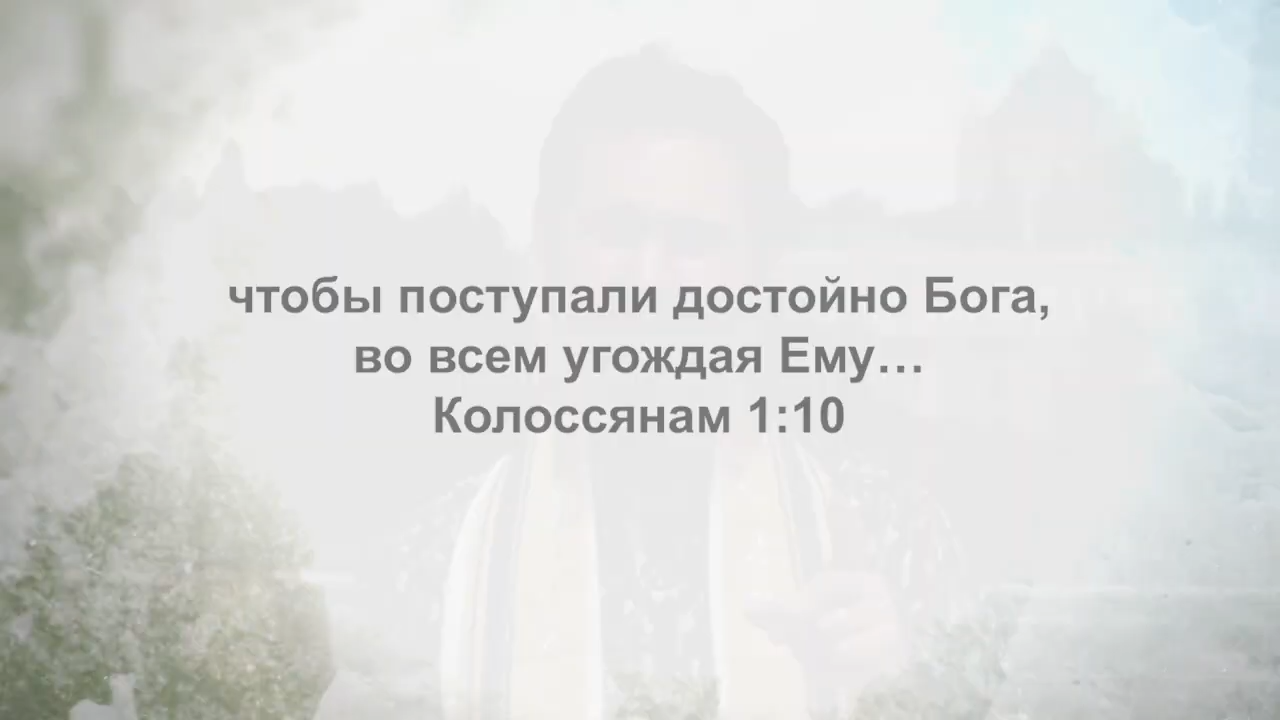 чтобы поступали достойно Бога,
во всем угождая Ему…
Колоссянам 1:10